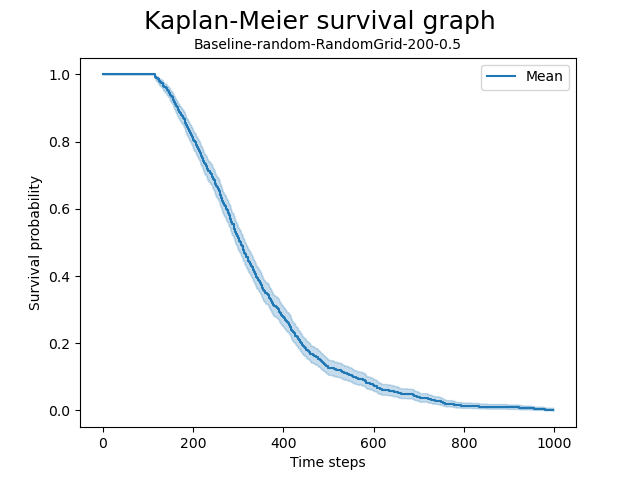 Kaplan-Meier survival graph
Baseline-random-RandomGrid-200-0.5
Mean
Survival probability
1.0
0.8
0.6
0.4
0.2
0.0
0 200 400 600 800 1000
Time steps